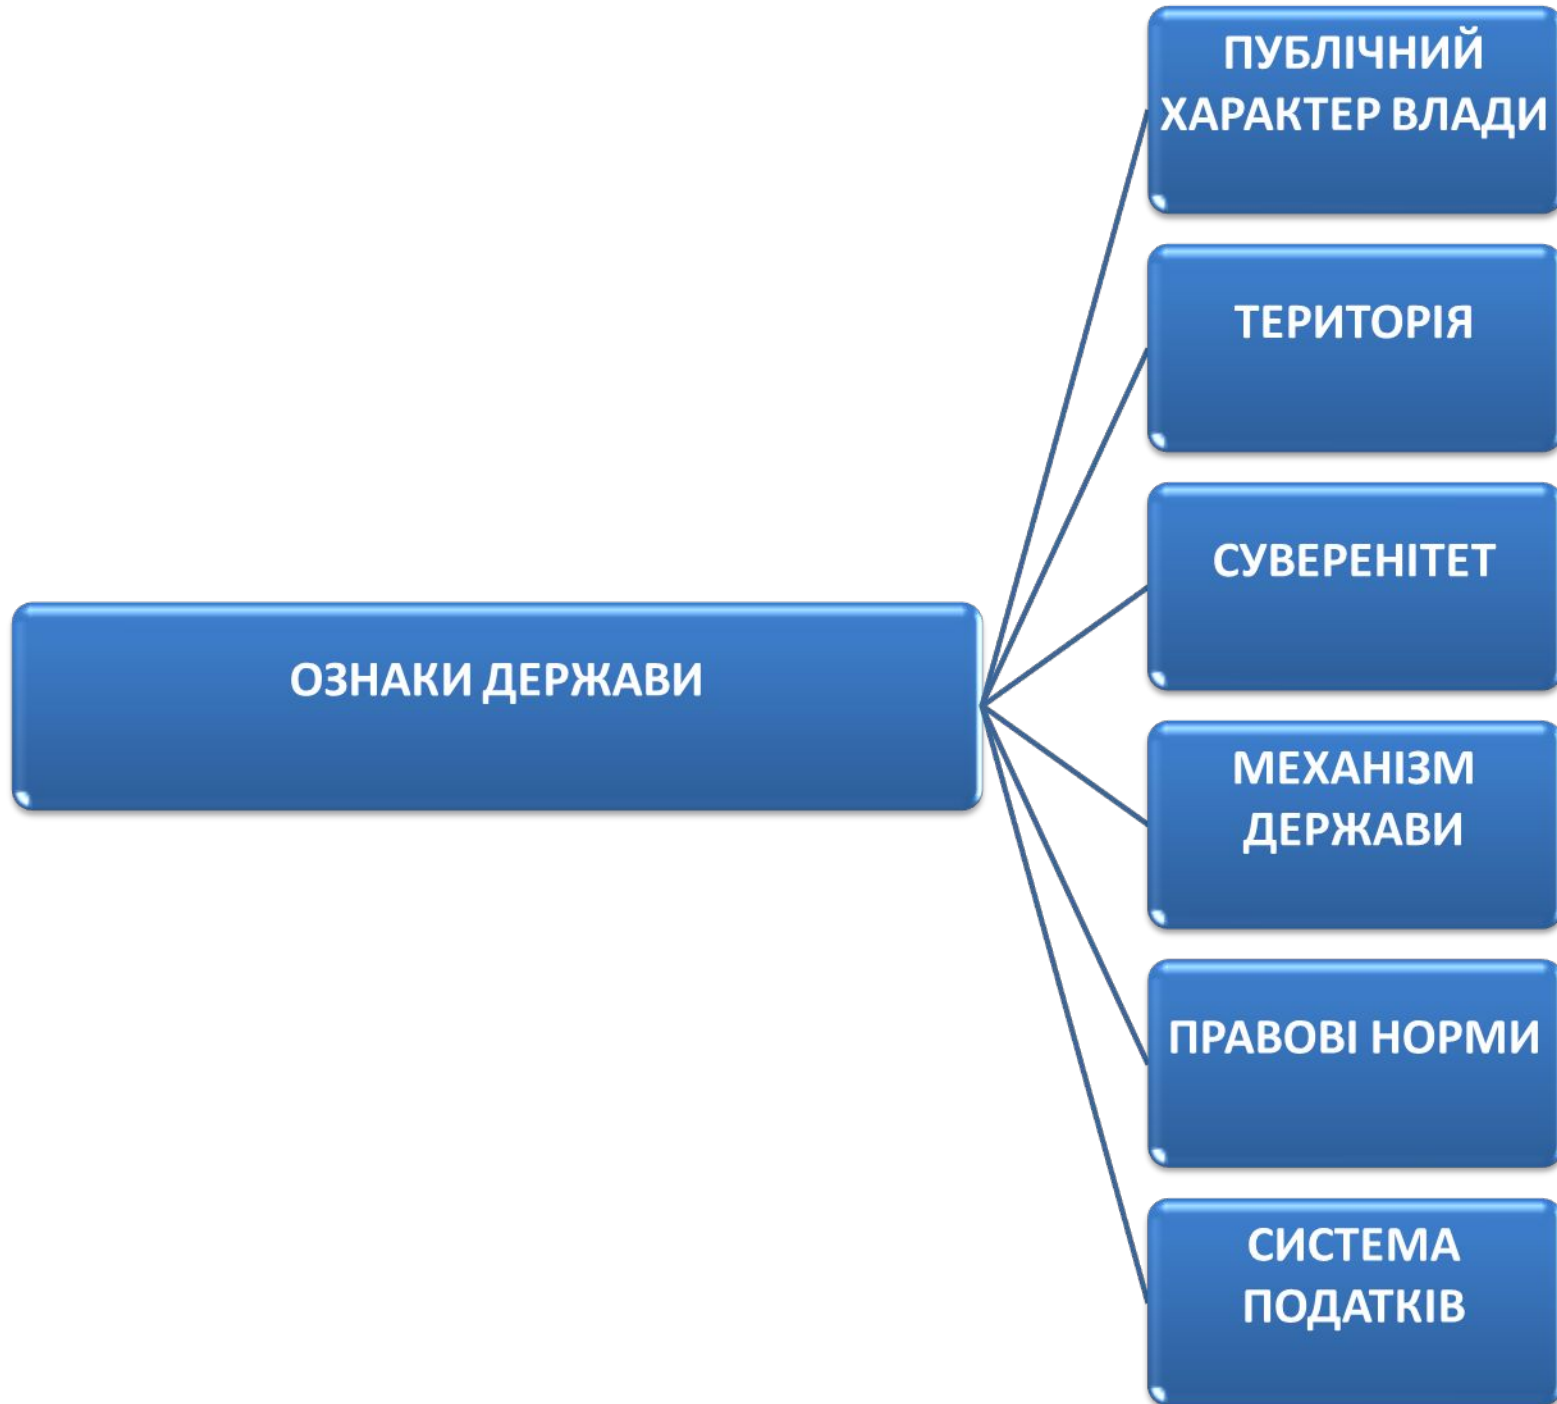 ПУБЛІЧНИЙ
ХАРАКТЕР ВЛАДИ
ТЕРИТОРІЯ
СУВЕРЕНІТЕТ
ОЗНАКИ ДЕРЖАВИ
МЕХАНІЗМ
ДЕРЖАВИ
ПРАВОВІ НОРМИ
СИСТЕМА
ПОДАТКІВ